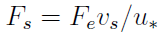 F_s = F_e v_s / u_*